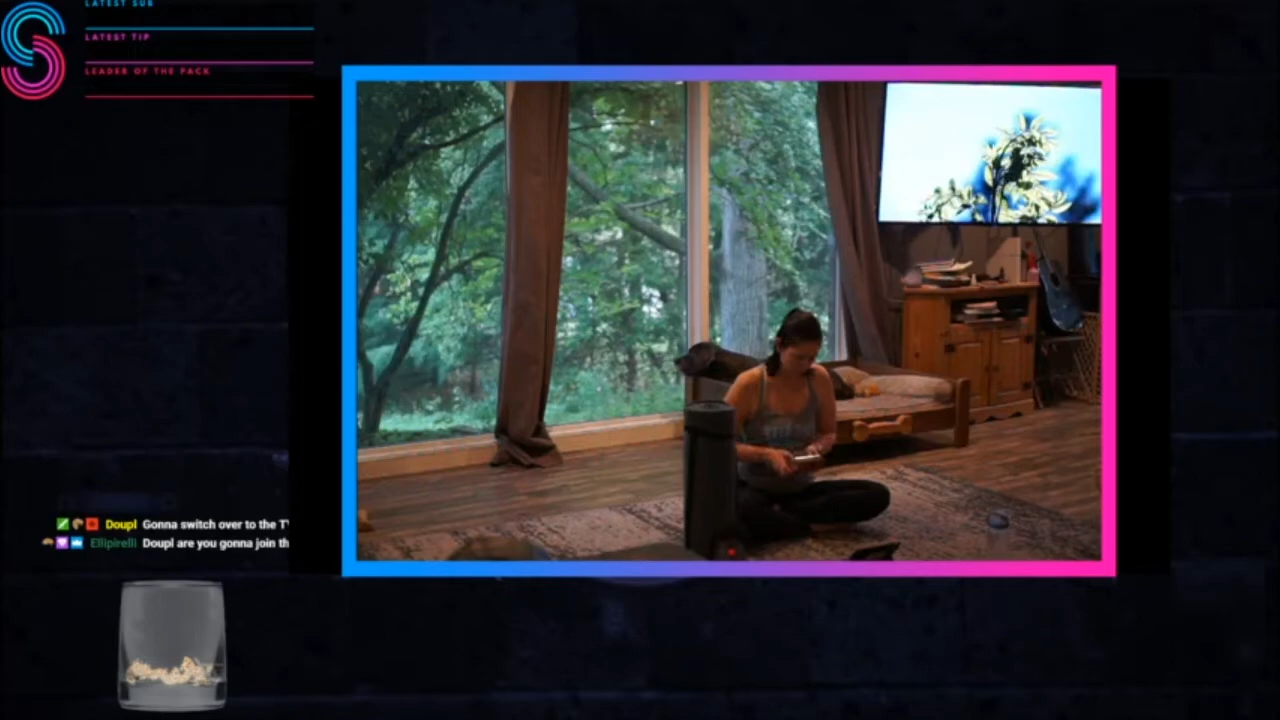 LATEST SUB
LATEST TIP
LEADER OF THE PACK
Doupl Gonna switch over to the T
Ellipirelli Doupl are you gonna join th